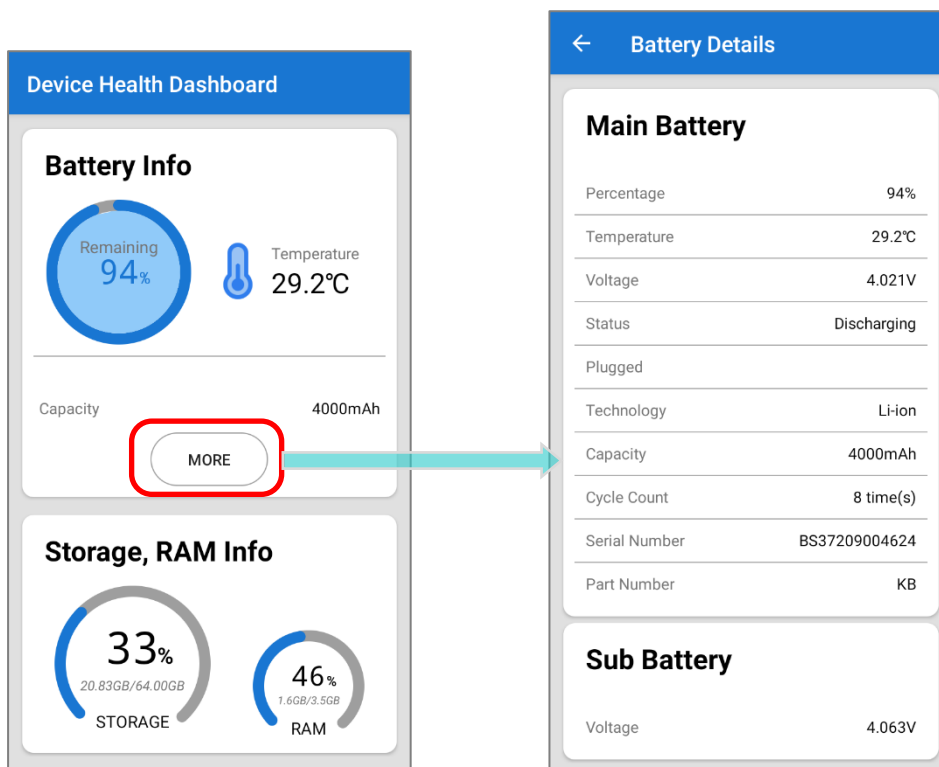 Device Health Dashboard
Battery Info
Remaining
94%
Temperature
29.2℃
Capacity 4000mAh
MORE
Storage, RAM Info
33%
20.83GB/64.00GB
STORAGE
46%
1.6GB/3.5GB
RAM
Battery Details
Main Battery
Percentage 94%
Temperature 29.2℃
Voltage 4.021V
Status Discharging
Plugged
Technology Li-ion
Capacity 4000mAh
Cycle Count 8 time(s)
Serial Number BS37209004624
Part Number KB
Sub Battery
Voltage 4.063V